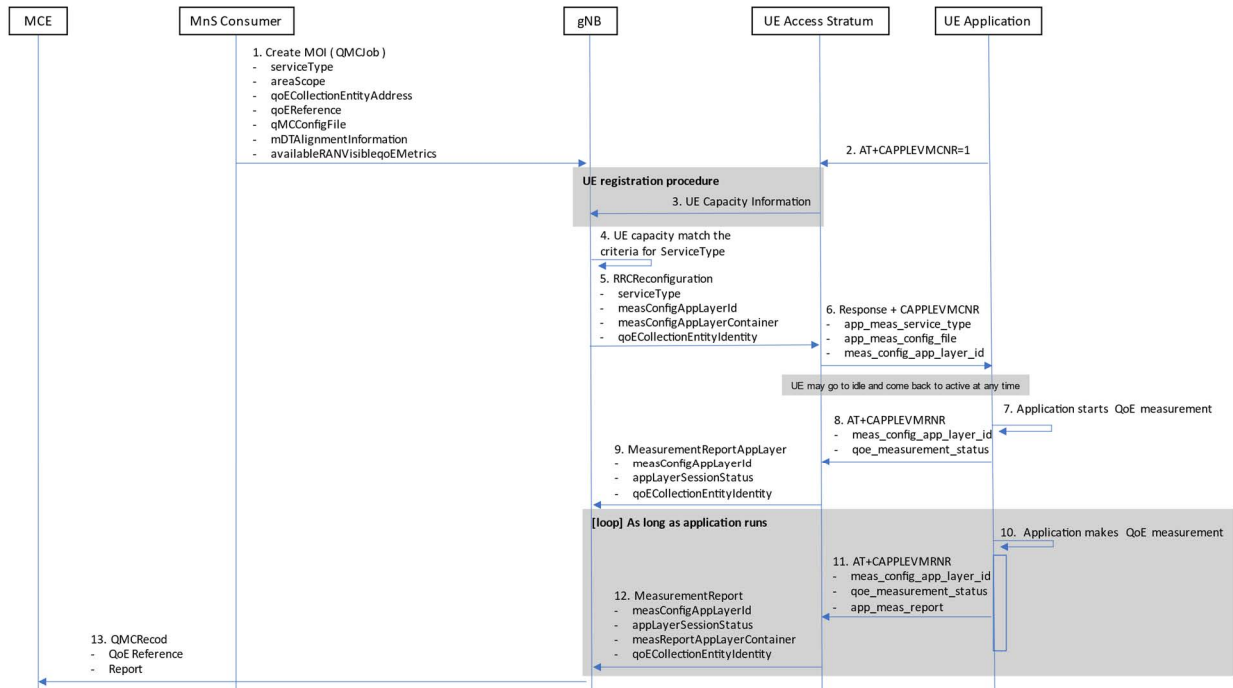 MCE
MnS Consumer
gNB
UE Access Stratum
UE Application
1. Create MOI ( QMCJob )
- serviceType
- areaScope
- qoECollectionEntityAddress
- qoEReference
- qMCConfigFile
- mDTAlignmentInformation
- availableRANVisibleqoEMetrics
2. AT+CAPPLEVMCNR=1
UE registration procedure
3. UE Capacity Information
4. UE capacity match the
criteria for ServiceType
5. RRCReconfiguration
- serviceType
- measConfigAppLayerId
- measConfigAppLayerContainer
- qoECollectionEntityIdentity
6. Response + CAPPLEVMCNR
- app_meas_service_type
- app_meas_config_file
- meas_config_app_layer_id
UE may go to idle and come back to active at any time
7. Application starts QoE measurement
8. AT+CAPPLEVMRNR
- meas_config_app_layer_id
- qoe_measurement_status
9. MeasurementReportAppLayer
- measConfigAppLayerId
- appLayerSessionStatus
- qoECollectionEntityIdentity
[loop] As long as application runs
10. Application makes QoE measurement
11. AT+CAPPLEVMRNR
- meas_config_app_layer_id
- qoe_measurement_status
- app_meas_report
12. MeasurementReport
- measConfigAppLayerId
- appLayerSessionStatus
- measReportAppLayerContainer
- qoECollectionEntityIdentity
13. QMCRecod
- QoE Reference
- Report